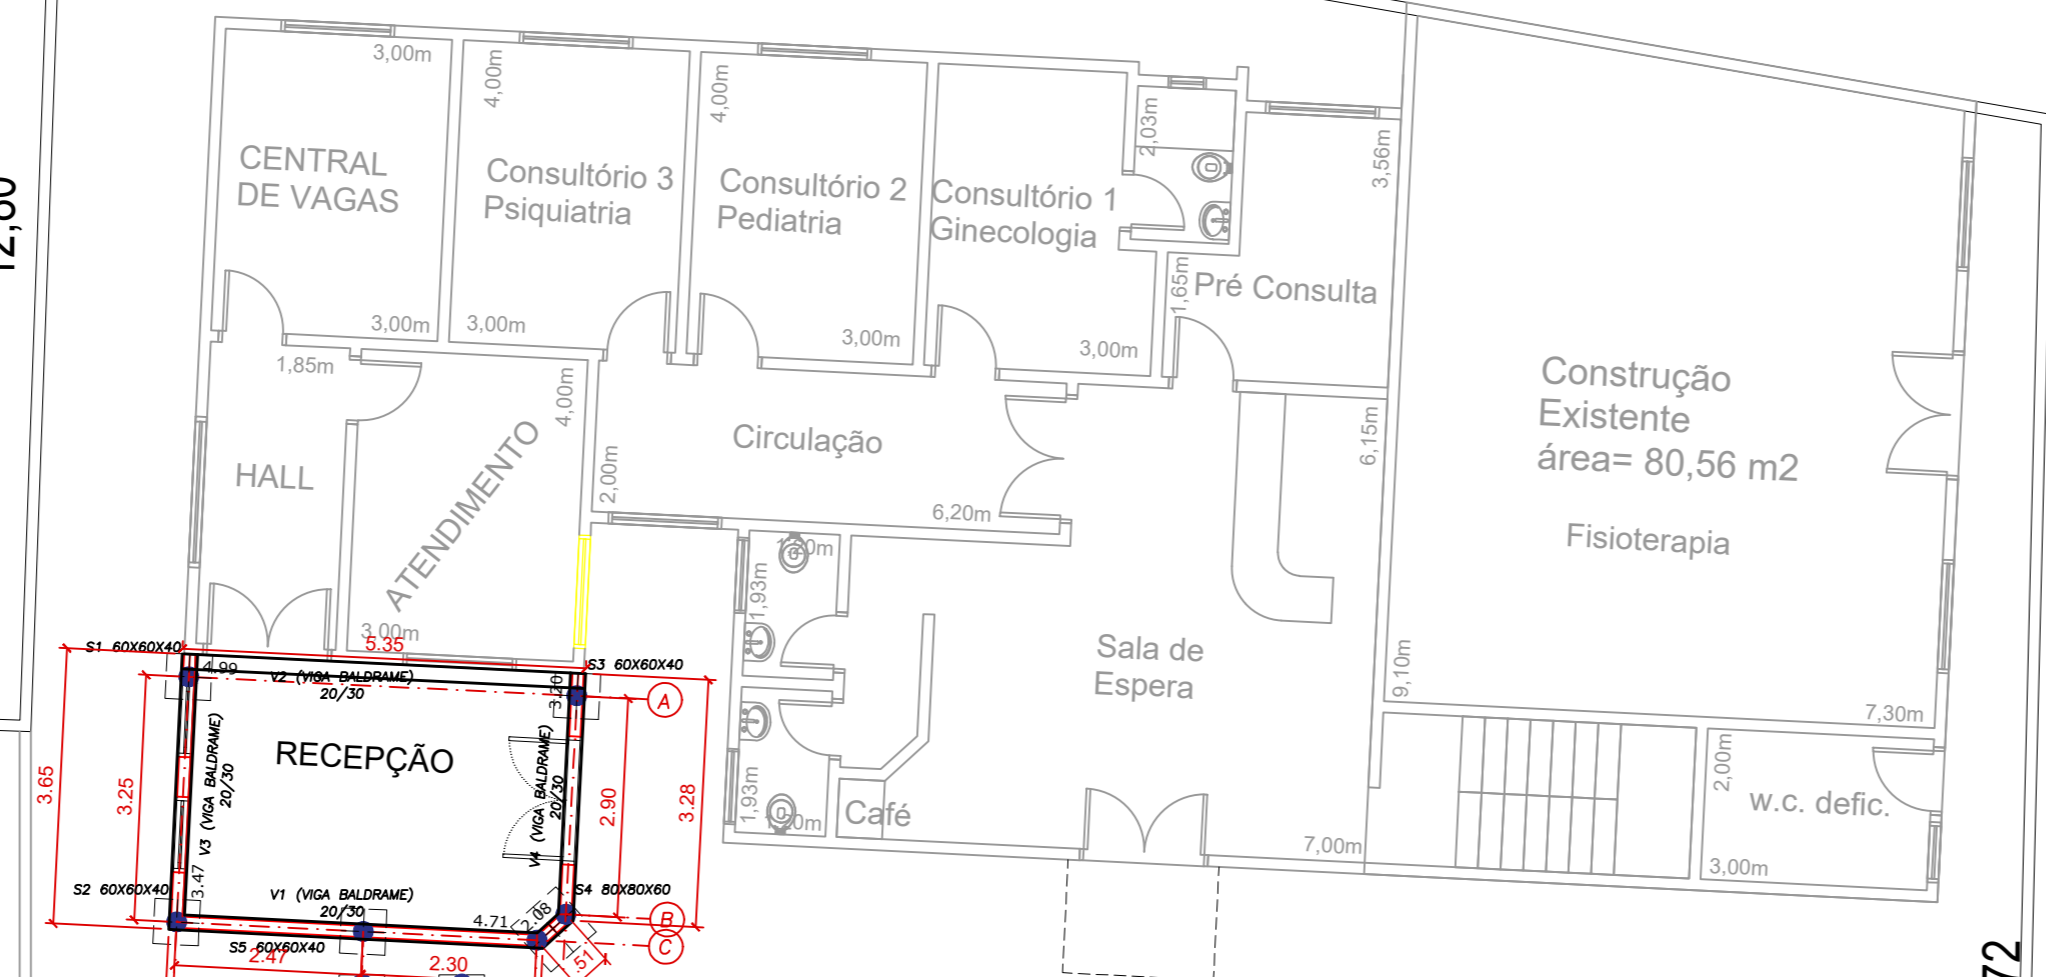 3,00m
4,00m
4,00m
2,03m
3,56m
CENTRAL
DE VAGAS
Consultório 3
Psiquiatria
Consultório 2
Pediatria
Consultório 1
Ginecologia
1,65m
Pré Consulta
3,00m
3,00m
3,00m
3,00m
1,85m
4,00m
Construção
Existente
área= 80,56 m2
Fisioterapia
HALL
ATENDIMENTO
Circulação
2,00m
6,20m
6,15m
1,20m
1,93m
3,00m
Sala de
Espera
9,10m
7,30m
S1 60X60X40
5.35
S3 60X60X40
4.99
V2 (VIGA BALDRAME)
20/30
3.20
A
RECEPÇÃO
3.65
3.25
V3 (VIGA BALDRAME)
20/30
V4 (VIGA BALDRAME)
20/30
2.90
3.28
1,93m
1,20m
Café
7,00m
2,00m
w.c. defic.
3,00m
3.47
S2 60X60X40
V1 (VIGA BALDRAME)
20/30
4.71
2.08
S4 80X80X60
B
C
S5 60X60X40
2.47
2.30
.51
72